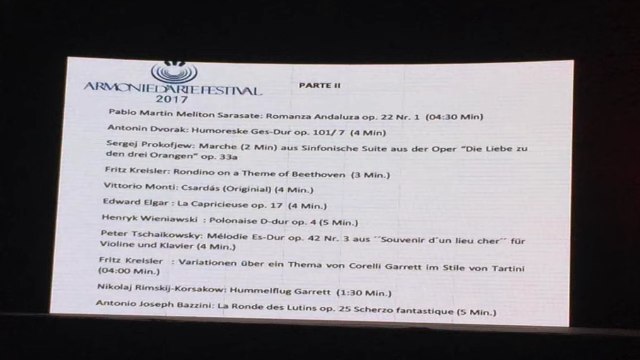 ARMONIED'ARTEFESTIVAL
2017
PARTE II
Pablo Martin Meliton Sarasate: Romanza Andaluza op. 22 Nr. 1 (04:30 Min)
Antonin Dvorak: Humoreske Ges-Dur op. 101/ 7 (4 Min)
Sergej Prokofjew: Marche (2 Min) aus Sinfonische Suite aus der Oper "Die Liebe zu
den drei Orangen" op. 33a
Fritz Kreisler: Rondino on a Theme of Beethoven (3 Min.)
Vittorio Monti: Csardás (Originial) (4 Min.)
Edward Elgar : La Capricieuse op. 17 (4 Min.)
Henryk Wieniawski : Polonaise D-dur op. 4 (5 Min.)
Peter Tschaikowsky: Mélodie Es-Dur op. 42 Nr. 3 aus ´´Souvenir d´un lieu cher´´ für
Violine und Klavier (4 Min.)
Fritz Kreisler : Variationen über ein Thema von Corelli Garrett im Stile von Tartini
(04:00 Min.)
Nikolaj Rimskij-Korsakow: Hummelflug Garrett (1:30 Min.)
Antonio Joseph Bazzini: La Ronde des Lutins op. 25 Scherzo fantastique (5 Min.)